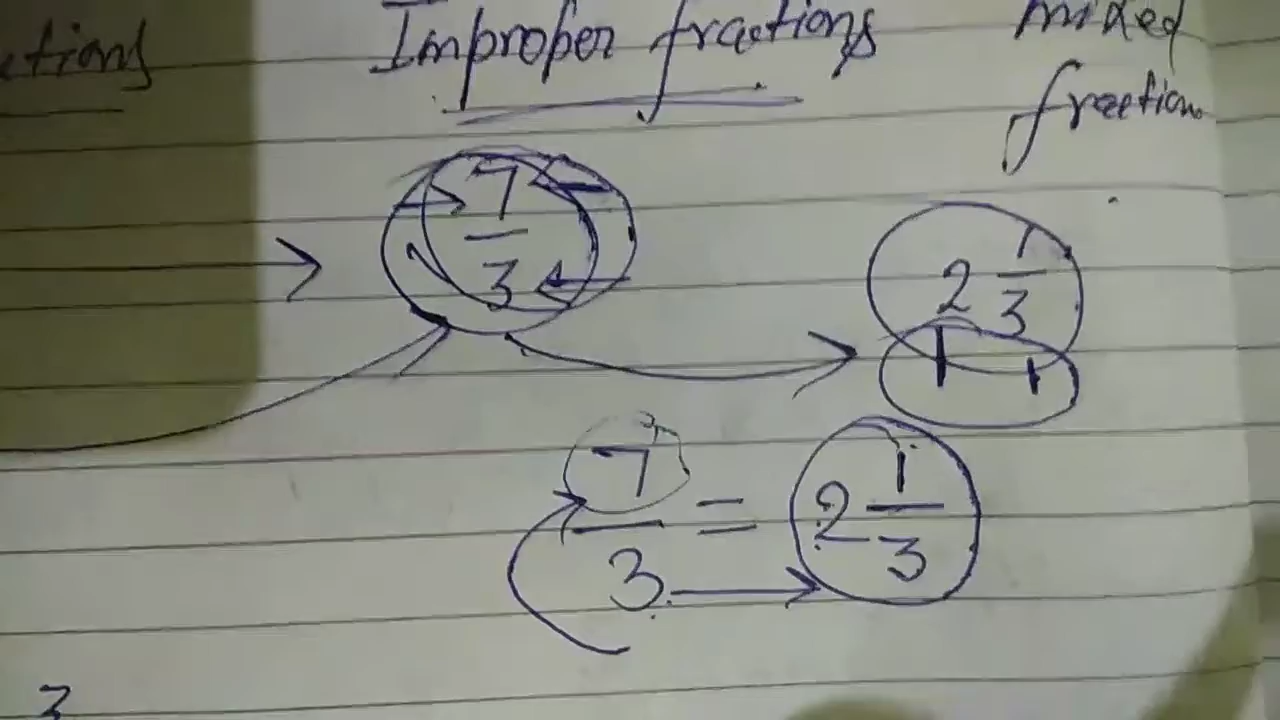 Improper fractions
mixed
fraction
7
3
2 1/3
7/3 = 2 1/3